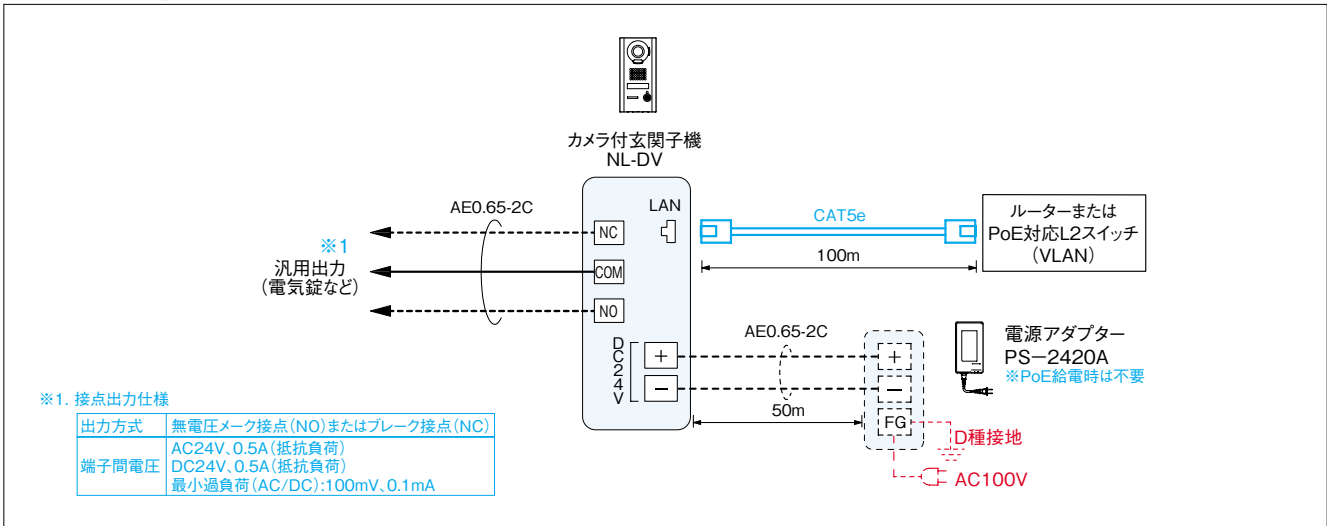 カメラ付玄関子機
NL-DV
AE0.65-2C
LAN
CAT5e
ルーターまたは
PoE対応L2スイッチ
(VLAN)
NC
※1
汎用出力
(電気錠など)
COM
100m
NO
AE0.65-2C
電源アダプター
PS-2420A
※PoE給電時は不要
DC24V
+
−
+
−
50m
FG
D種接地
AC100V
※1. 接点出力仕様
出力方式 無電圧メーク接点(NO)またはブレーク接点(NC)
端子間電圧 AC24V、0.5A(抵抗負荷)
DC24V、0.5A(抵抗負荷)
最小過負荷(AC/DC):100mV、0.1mA